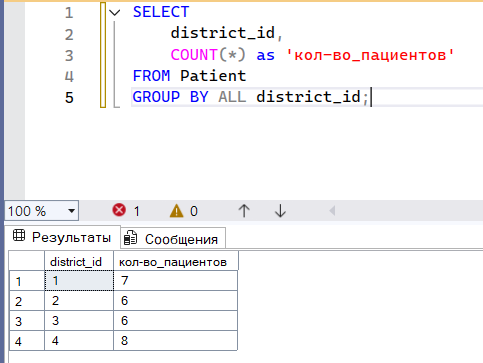 1 SELECT
2 district_id,
3 COUNT(*) as 'кол-во_пациентов'
4 FROM Patient
5 GROUP BY ALL district_id;
100 % 1 0
Результаты Сообщения
district_id кол-во_пациентов
1 1 7
2 2 6
3 3 6
4 4 8